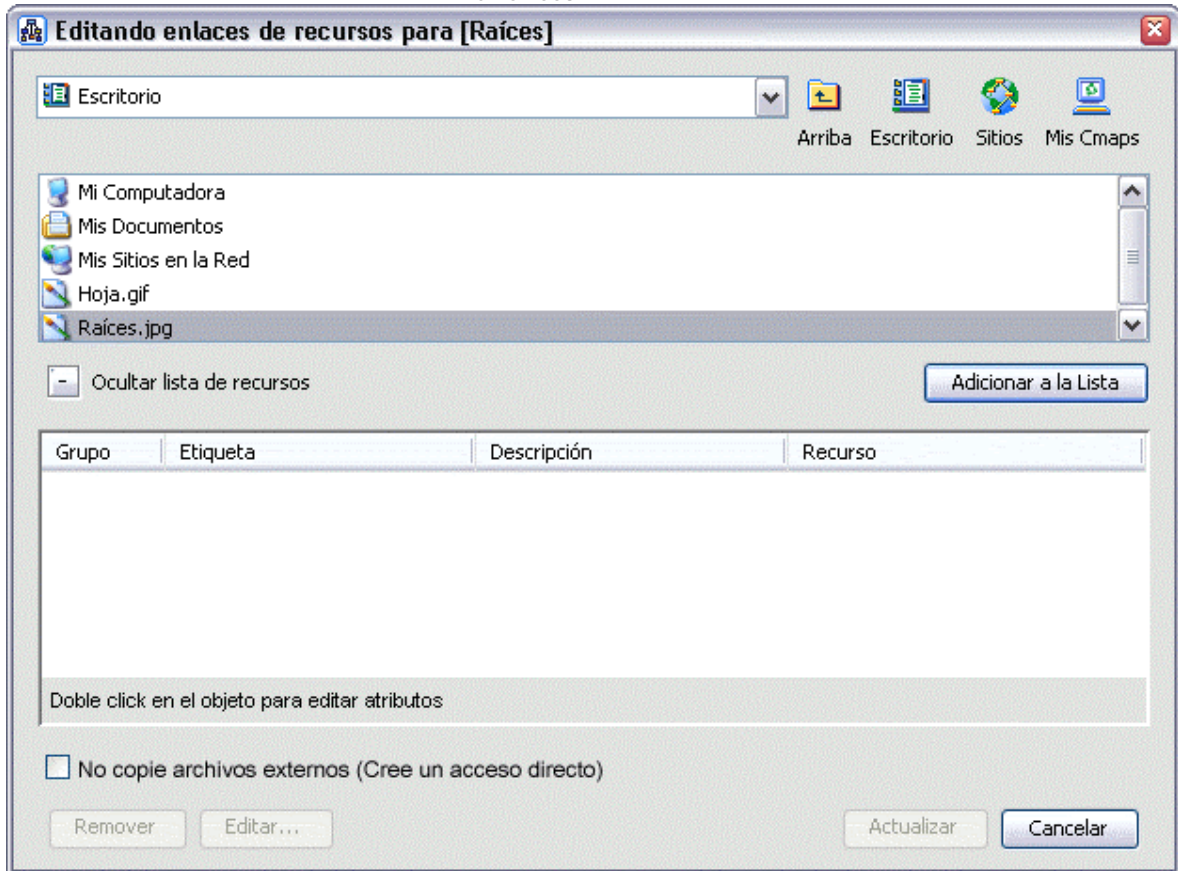 Editando enlaces de recursos para [Raíces]
Escritorio
Arriba Escritorio Sitios Mis Cmaps
Mi Computadora
Mis Documentos
Mis Sitios en la Red
Hoja.gif
Raíces.jpg
- Ocultar lista de recursos
Adicionar a la Lista
Grupo Etiqueta Descripción Recurso
Doble click en el objeto para editar atributos
No copie archivos externos (Cree un acceso directo)
Remover Editar... Actualizar Cancelar